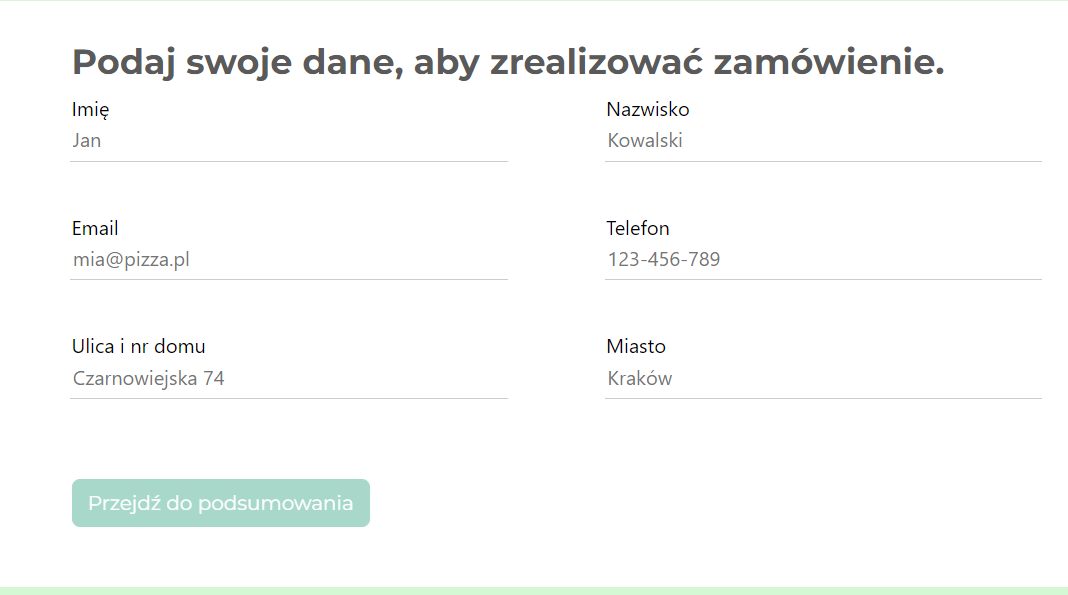 Podaj swoje dane, aby zrealizować zamówienie.
Imię
Nazwisko
Jan
Kowalski
Email
Telefon
mia@pizza.pl
123-456-789
Ulica i nr domu
Miasto
Czarnowiejska 74
Kraków
Przejdź do podsumowania